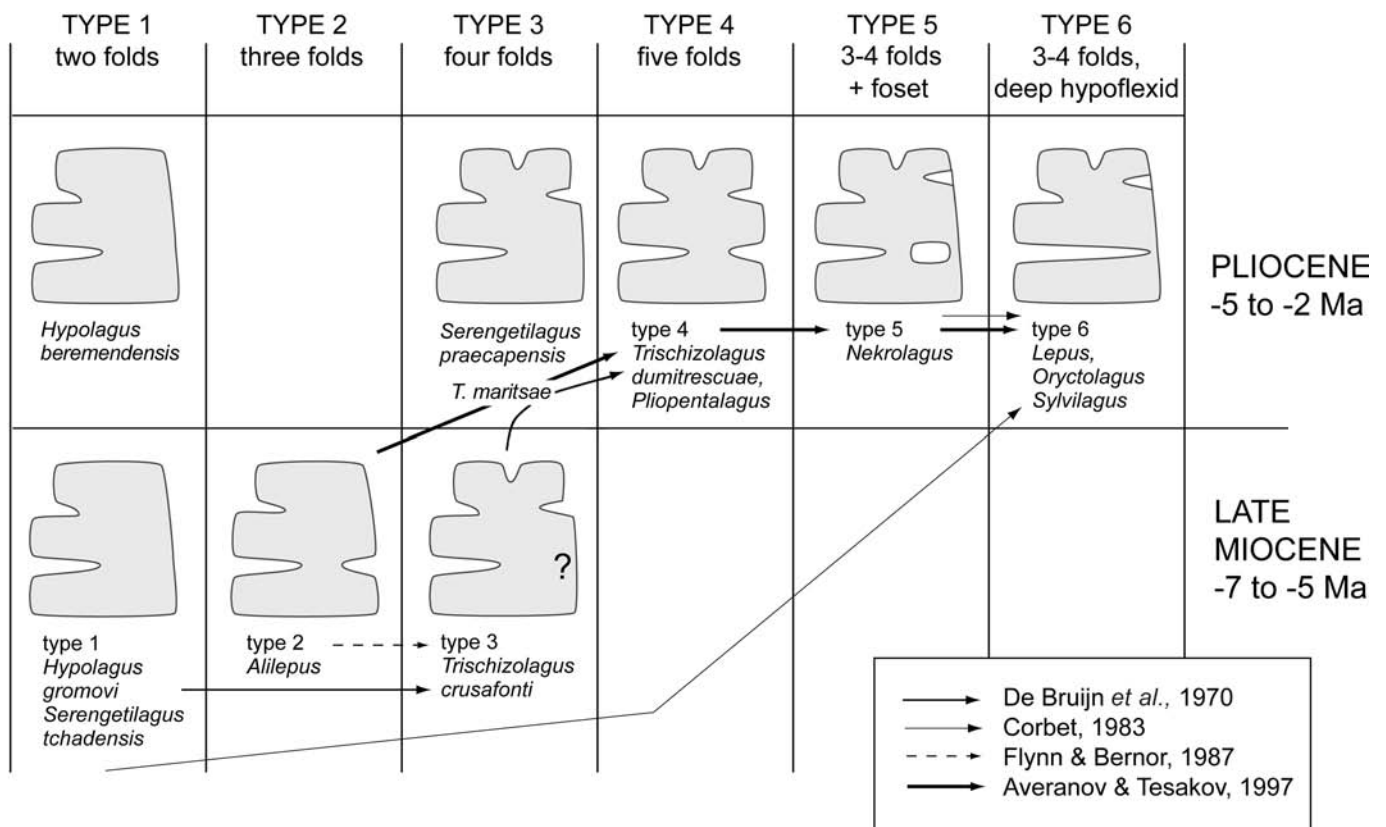 TYPE 1
two folds
TYPE 2
three folds
TYPE 3
four folds
TYPE 4
five folds
TYPE 5
3-4 folds
+ foset
TYPE 6
3-4 folds,
deep hypoflexid
Hypolagus
beremendensis
Serengetilagus
praecapensis
T. maritsae
type 4
Trischizolagus
dumitrescuae,
Pliopentalagus
type 5
Nekrolagus
type 6
Lepus,
Oryctolagus
Sylvilagus
PLIOCENE
-5 to -2 Ma
type 1
Hypolagus
gromovi
Serengetilagus
tchadensis
type 2
Alilepus
?
type 3
Trischizolagus
crusafonti
LATE
MIOCENE
-7 to -5 Ma
De Bruijn et al., 1970
Corbet, 1983
Flynn & Bernor, 1987
Averanov & Tesakov, 1997